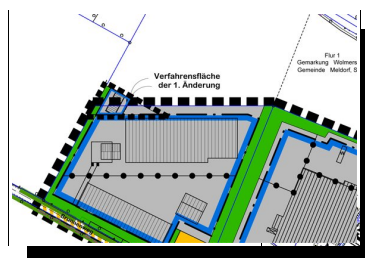 Flur 1
Gemarkung Wolmers
Gemeinde Meldorf, S
Verfahrensfläche
der 1. Änderung